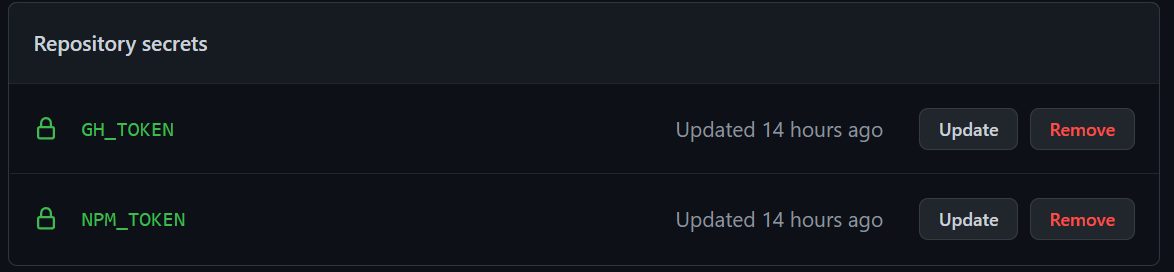 Repository secrets
GH_TOKEN Updated 14 hours ago Update Remove
NPM_TOKEN Updated 14 hours ago Update Remove